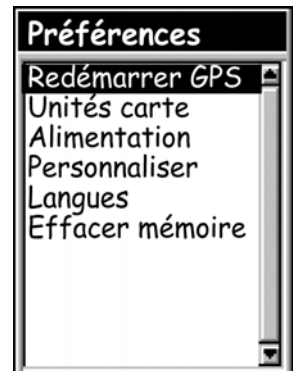 Préférences
Redémarrer GPS
Unités carte
Alimentation
Personnaliser
Langues
Effacer mémoire